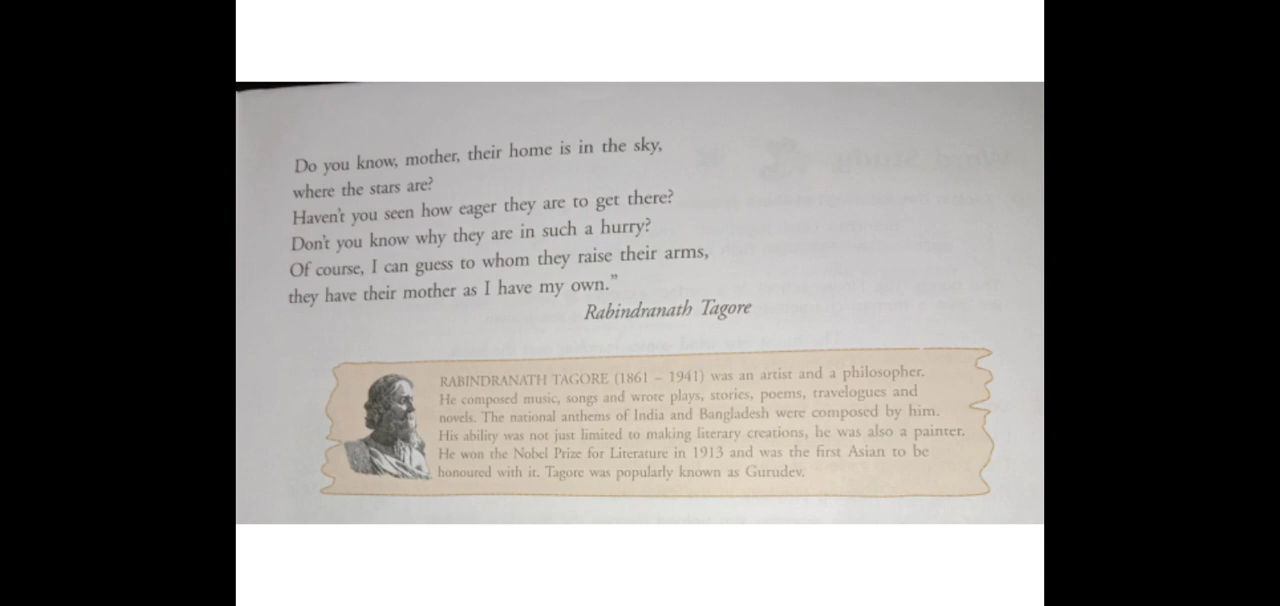 Do you know, mother, their home is in the sky,
where the stars are?
Haven't you seen how eager they are to get there?
Don't you know why they are in such a hurry?
Of course, I can guess to whom they raise their arms,
they have their mother as I have my own."
Rabindranath Tagore
RABINDRANATH TAGORE (1861 – 1941) was an artist and a philosopher.
He composed music, songs and wrote plays, stories, poems, travelogues and
novels. The national anthems of India and Bangladesh were composed by him.
His ability was not just limited to making literary creations, he was also a painter.
He won the Nobel Prize for Literature in 1913 and was the first Asian to be
honoured with it. Tagore was popularly known as Gurudev.